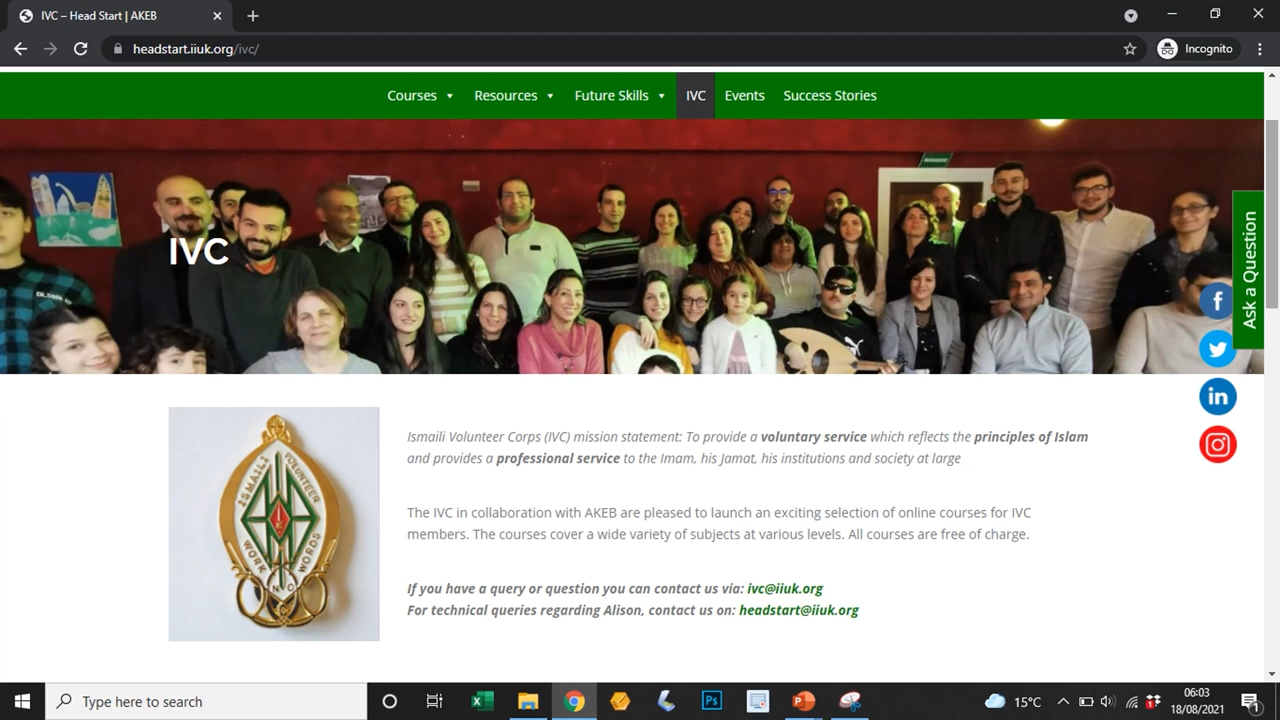 IVC – Head Start | AKEB
headstart.iiuk.org/ivc/
Incognito
Courses
Resources
Future Skills
IVC
Events
Success Stories
IVC
Ask a Question
ISMAILI VOLUNTEER
WORK NO WORDS
Ismaili Volunteer Corps (IVC) mission statement: To provide a voluntary service which reflects the principles of Islam
and provides a professional service to the Imam, his Jamat, his institutions and society at large
The IVC in collaboration with AKEB are pleased to launch an exciting selection of online courses for IVC
members. The courses cover a wide variety of subjects at various levels. All courses are free of charge.
If you have a query or question you can contact us via: ivc@iiuk.org
For technical queries regarding Alison, contact us on: headstart@iiuk.org
Type here to search
15°C
06:03
18/08/2021